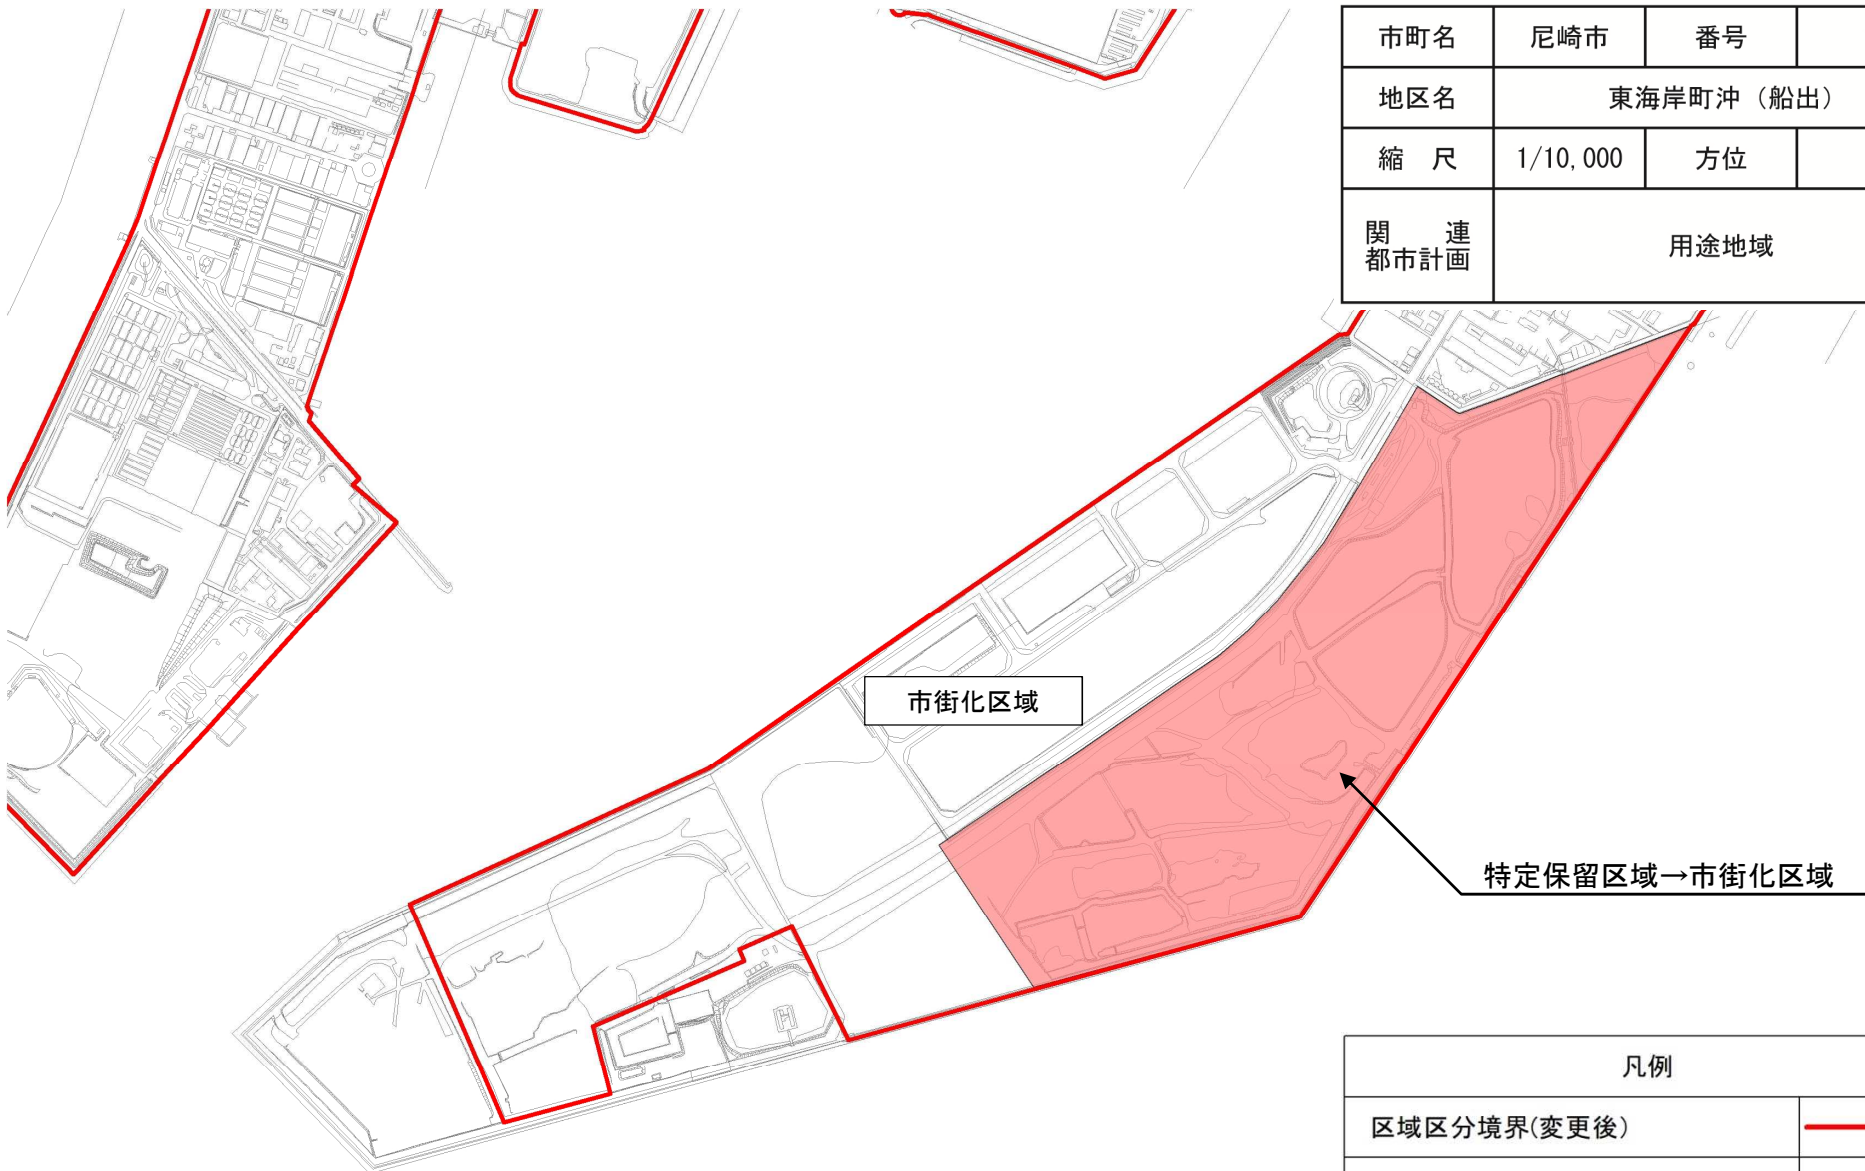 市町名 尼崎市 番号
地区名 東海岸町沖（船出）
縮 尺 1/10,000 方位
関 連
都市計画 用途地域
市街化区域
特定保留区域→市街化区域
凡例
区域区分境界(変更後)